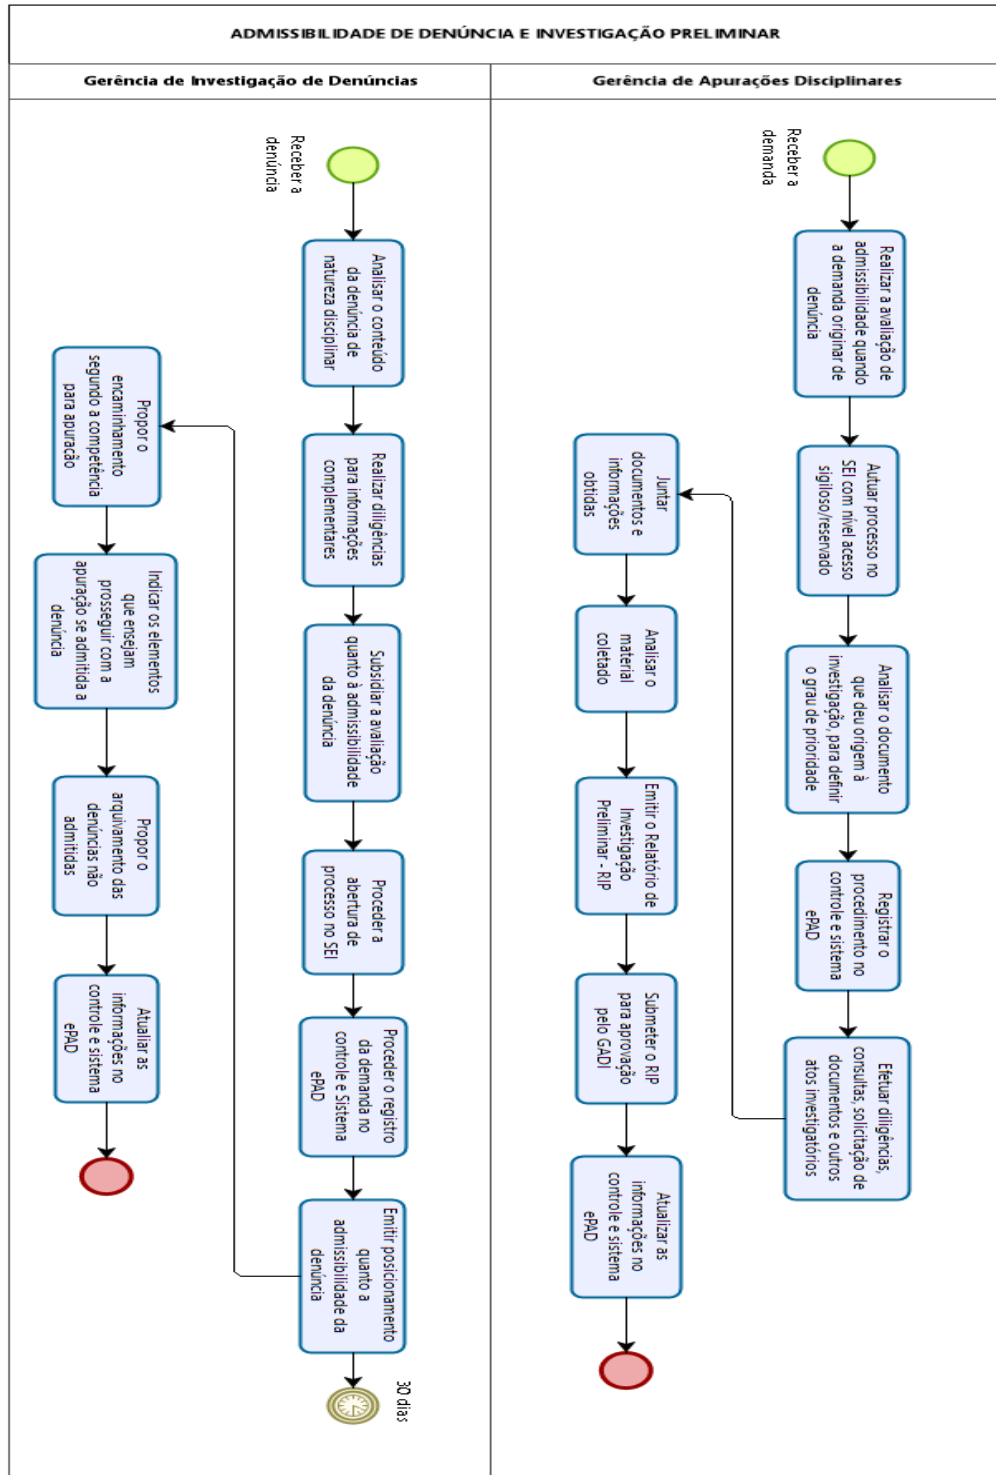 ADMISSIBILIDADE DE DENÚNCIA E INVESTIGAÇÃO PRELIMINAR
Gerência de Investigação de Denúncias
Receber a
denúncia
Analisar o conteúdo
da denúncia de
natureza disciplinar
Realizar diligências
para informações
complementares
Subsidiar a avaliação
quanto à admissibilidade
da denúncia
Proceder a
abertura de
processo no SEI
Proceder o registro
da demanda no
controle e Sistema
ePAD
Emitir posicionamento
quanto a
admissibilidade da
denúncia
30 dias
Propor o
encaminhamento
segundo a competência
para apuração
Indicar os elementos
que ensejam
prosseguir com a
apuração se admitida a
denúncia
Propor o
arquivamento das
denúncias não
admitidas
Atualiar as
informações no
controle e sistema
ePAD
Gerência de Apurações Disciplinares
Receber a
demanda
Realizar a avaliação de
admissibilidade quando
a demanda originar de
denúncia
Autuar processo no
SEI com nível acesso
sigiloso/reservado
Analisar o documento
que deu origem à
investigação, para definir
o grau de prioridade
Registrar o
procedimento no
controle e sistema
ePAD
Efetuar diligências,
consultas, solicitação de
documentos e outros
atos investigatórios
Juntar
documentos e
informações
obtidas
Analisar o
material
coletado
Emitir o Relatório de
Investigação
Preliminar - RIP
Submeter o RIP
para aprovação
pelo GADI
Atualizar as
informações no
controle e sistema
ePAD